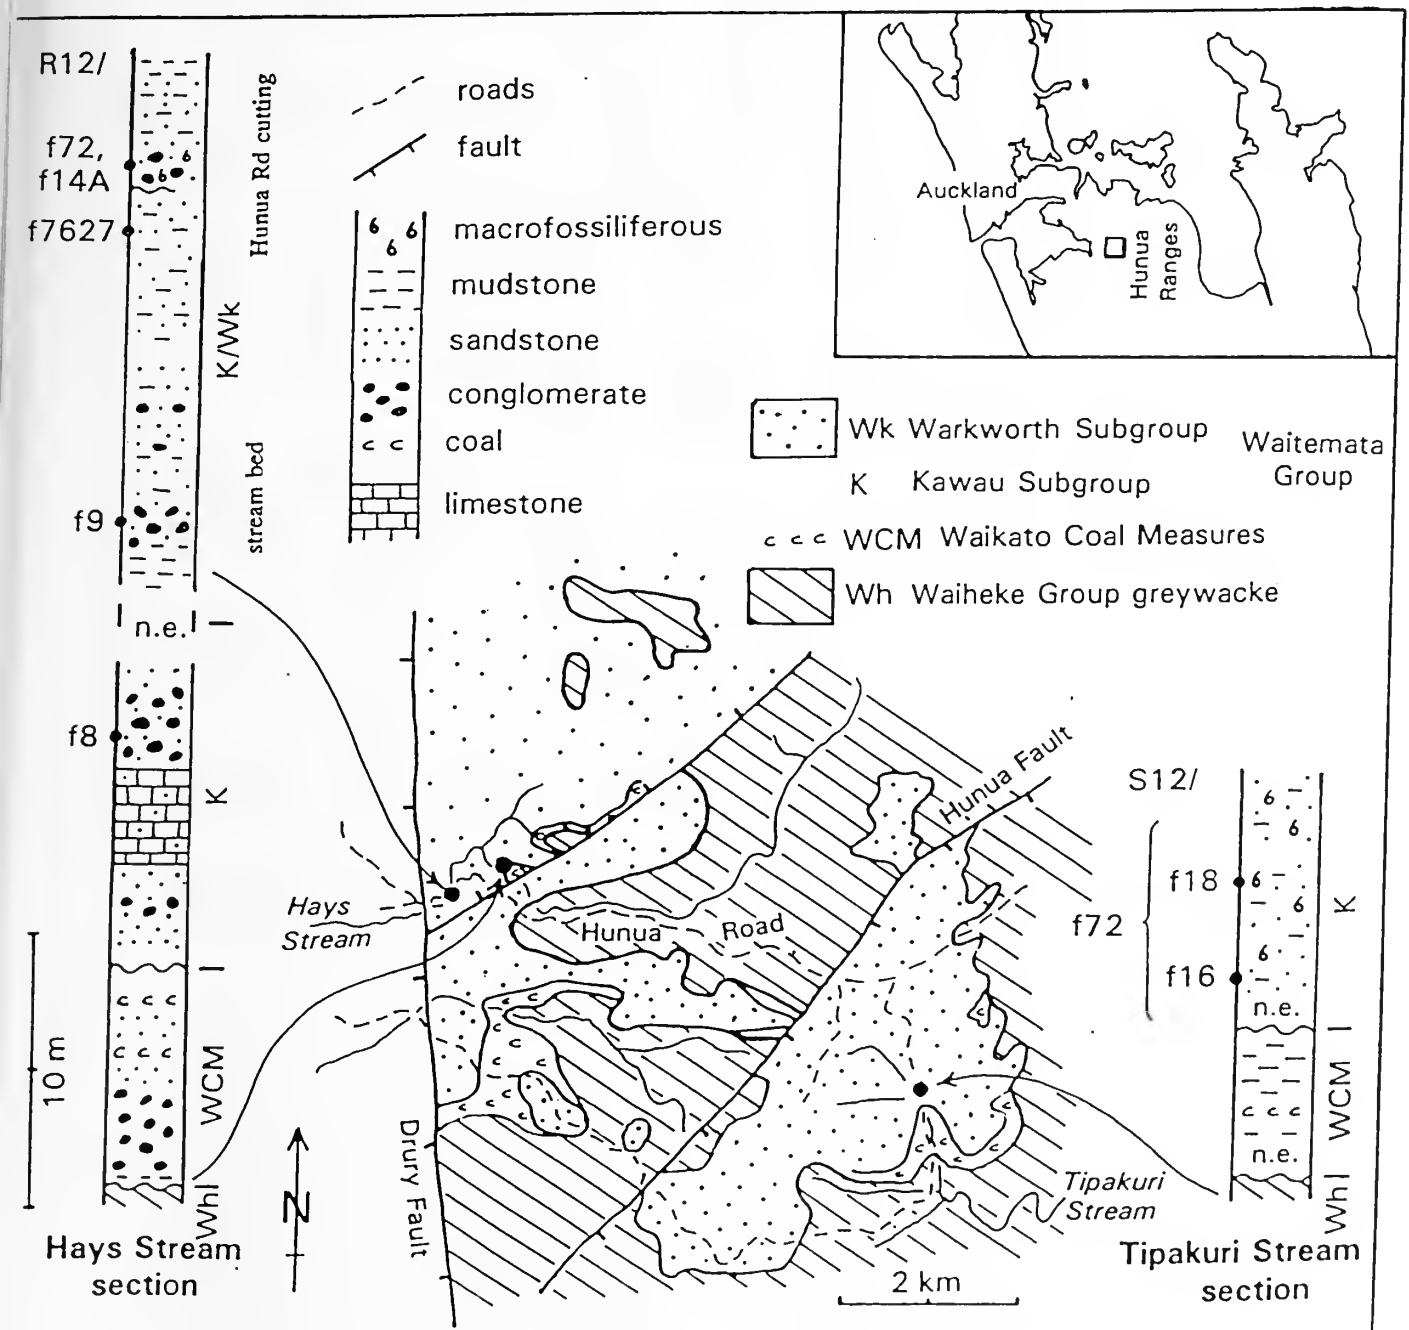 R12/
f72,
f14A
f7627
f9
f8
Hunua Rd cutting
K/Wk
stream bed
n.e.
K
WCM
Wh
10 m
Hays Stream
section
roads
fault
macrofossiliferous
mudstone
sandstone
conglomerate
coal
limestone
Auckland
Hunua
Ranges
Wk Warkworth Subgroup
K Kawau Subgroup
Waitemata
Group
WCM Waikato Coal Measures
Wh Waiheke Group greywacke
Hunua Fault
Hays
Stream
Hunua Road
Drury Fault
N
Tipakuri
Stream
2 km
S12/
f18
f72
f16
K
n.e.
WCM
n.e.
Wh
Tipakuri Stream
section